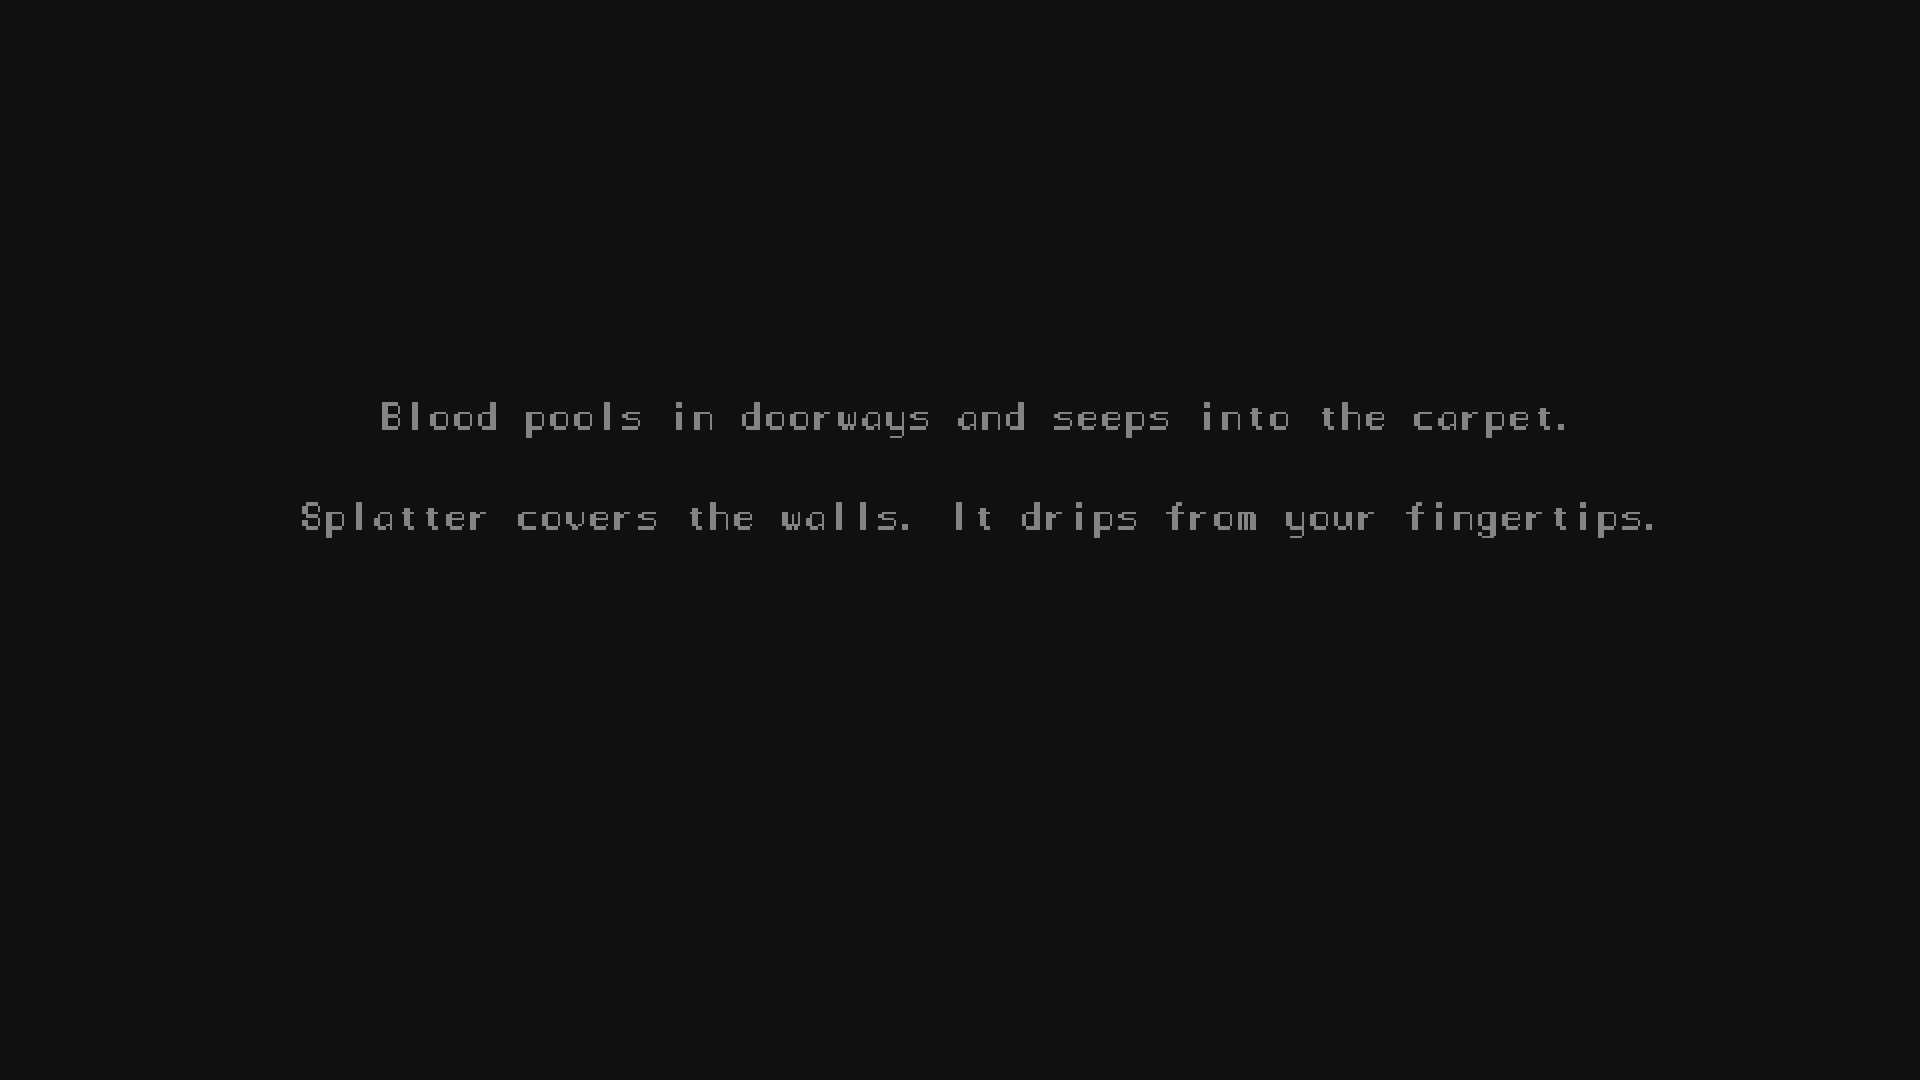 Blood pools in doorways and seeps into the carpet.
Splatter covers the walls. It drips from your fingertips.